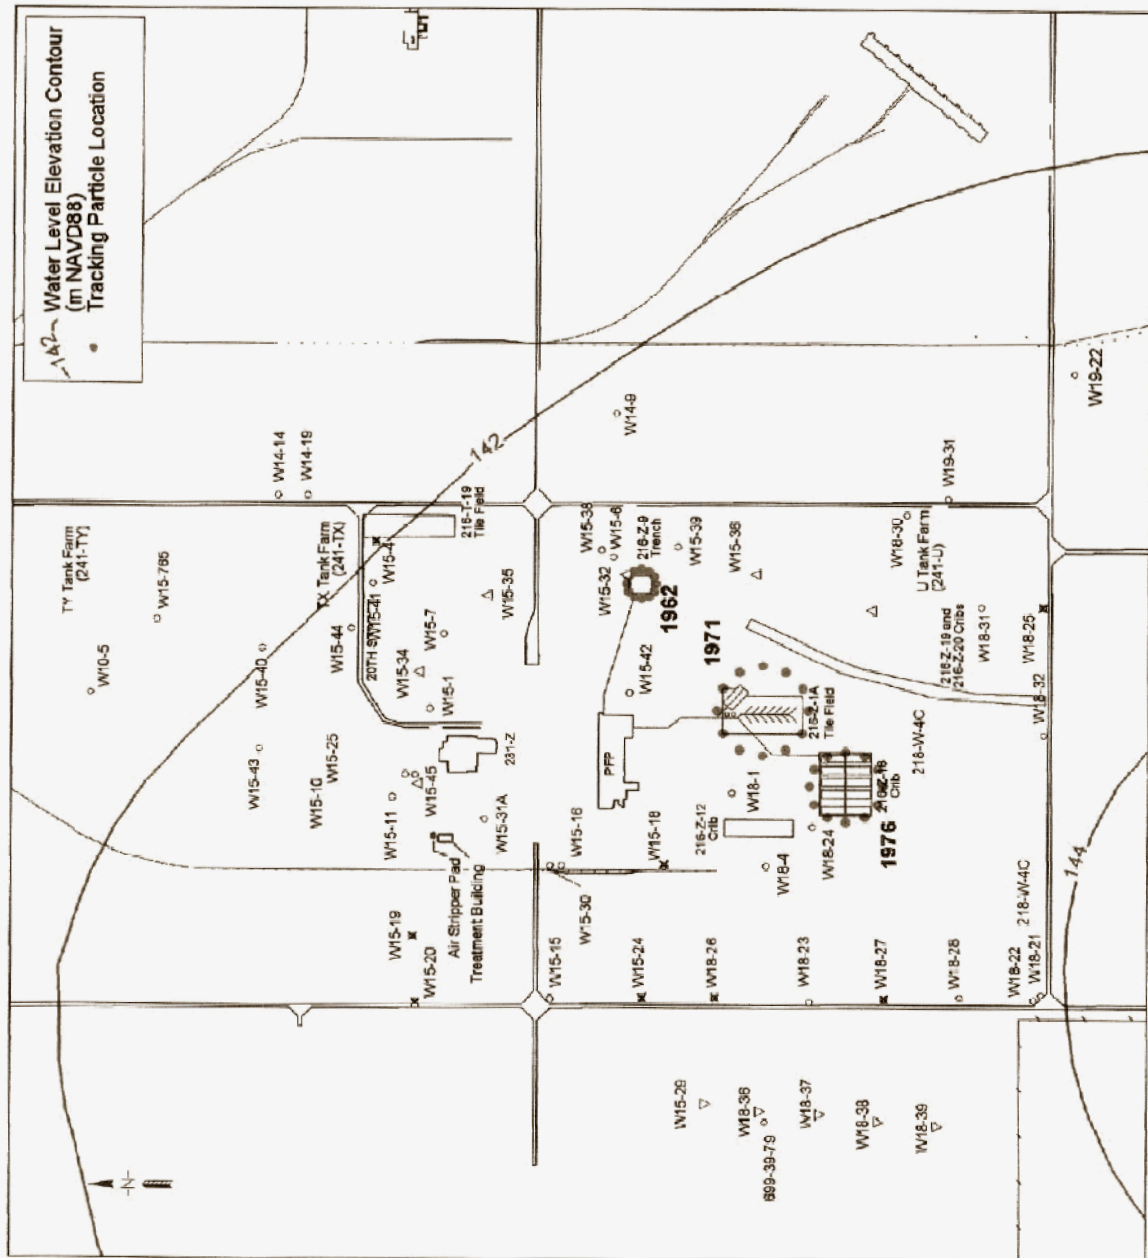 142 Water Level Elevation Contour
(m NAVD88)
Tracking Particle Location
TY Tank Farm
(241-TY)
W10-5
W15-765
W14-14
W14-19
W15-40
W15-43
W15-10
W15-25
TX Tank Farm
(241-TX)
W15-44
W15-41
W15-4
20TH ST
216-T-19
Tile Field
142
W15-34
W15-7
W15-1
W15-35
W15-11
W15-45
W15-31A
231-Z
W15-19
W15-20
Air Stripper Pad
Treatment Building
W15-15
W15-30
W15-16
W15-18
W15-38
W15-6
W15-32
216-Z-9
Trench
1962
W14-9
W15-39
W15-36
W15-42
PFP
1971
216-Z-1A
Tile Field
W18-1
216-Z-12
Crib
W18-4
W18-24
216-Z-18
Crib
1976
W15-24
W18-26
W18-23
W18-27
W18-28
W18-22
W18-21
218-W-4C
218-W-4C
W18-30
U Tank Farm
(241-U)
216-Z-19 and
216-Z-20 Cribs
W18-31
W18-25
W18-32
W19-31
W19-22
144
W15-29
W18-36
699-39-79
W18-37
W18-38
W18-39
-N-